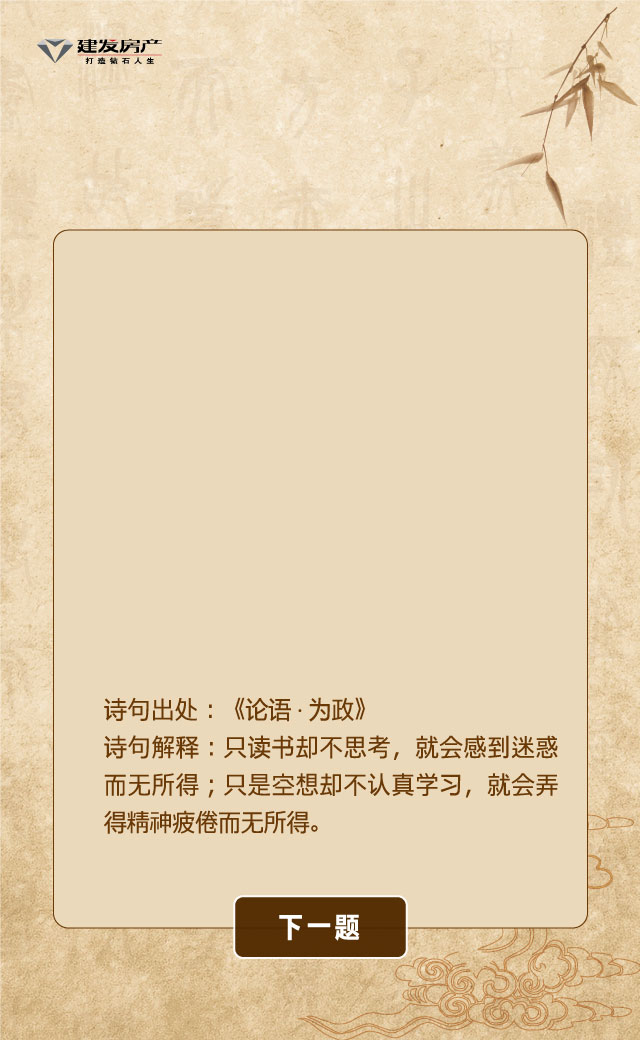 建发房产
打造钻石人生
诗句出处：《论语·为政》
诗句解释：只读书却不思考，就会感到迷惑
而无所得；只是空想却不认真学习，就会弄
得精神疲倦而无所得。
下一题